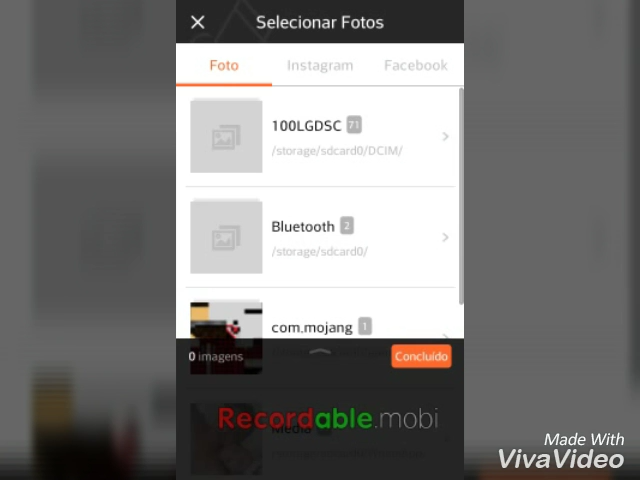 Selecionar Fotos
Foto Instagram Facebook
100LGDSC 71
/storage/sdcard0/DCIM/
Bluetooth 2
/storage/sdcard0/
com.mojang 1
0 imagens Concluído
Recordable.mobi
Made With
VivaVideo